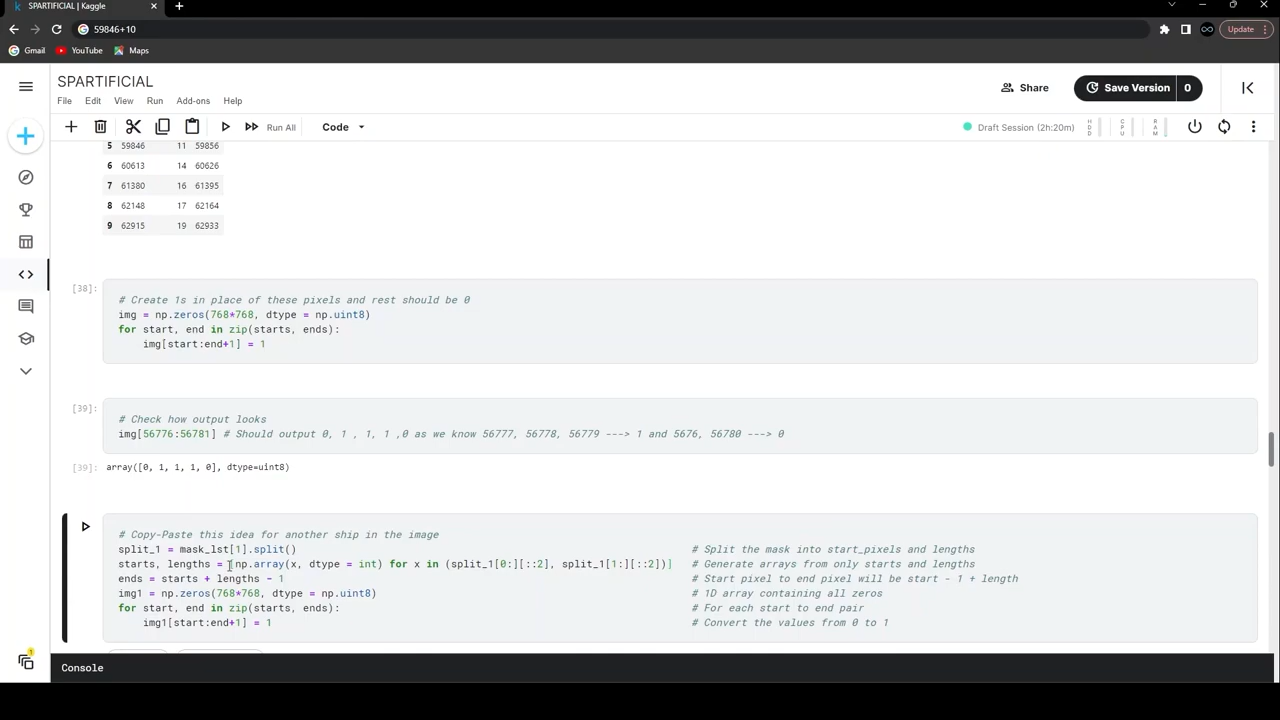 SPARTIFICIAL | Kaggle
59846+10
Update
Gmail YouTube Maps
SPARTIFICIAL
File Edit View Run Add-ons Help
Share
Save Version 0
Run All
Code
Draft Session (2h:20m)
HDD
CPU
RAM
5 59846 11 59856
6 60613 14 60626
7 61380 16 61395
8 62148 17 62164
9 62915 19 62933
[38]:
# Create 1s in place of these pixels and rest should be 0
img = np.zeros(768*768, dtype = np.uint8)
for start, end in zip(starts, ends):
    img[start:end+1] = 1
[39]:
# Check how output looks
img[56776:56781] # Should output 0, 1 , 1, 1 ,0 as we know 56777, 56778, 56779 ---> 1 and 5676, 56780 ---> 0
[39]:
array([0, 1, 1, 1, 0], dtype=uint8)
# Copy-Paste this idea for another ship in the image
split_1 = mask_lst[1].split() # Split the mask into start_pixels and lengths
starts, lengths = [np.array(x, dtype = int) for x in (split_1[0:][::2], split_1[1:][::2])] # Generate arrays from only starts and lengths
ends = starts + lengths - 1 # Start pixel to end pixel will be start - 1 + length
img1 = np.zeros(768*768, dtype = np.uint8) # 1D array containing all zeros
for start, end in zip(starts, ends): # For each start to end pair
    img1[start:end+1] = 1 # Convert the values from 0 to 1
1
Console